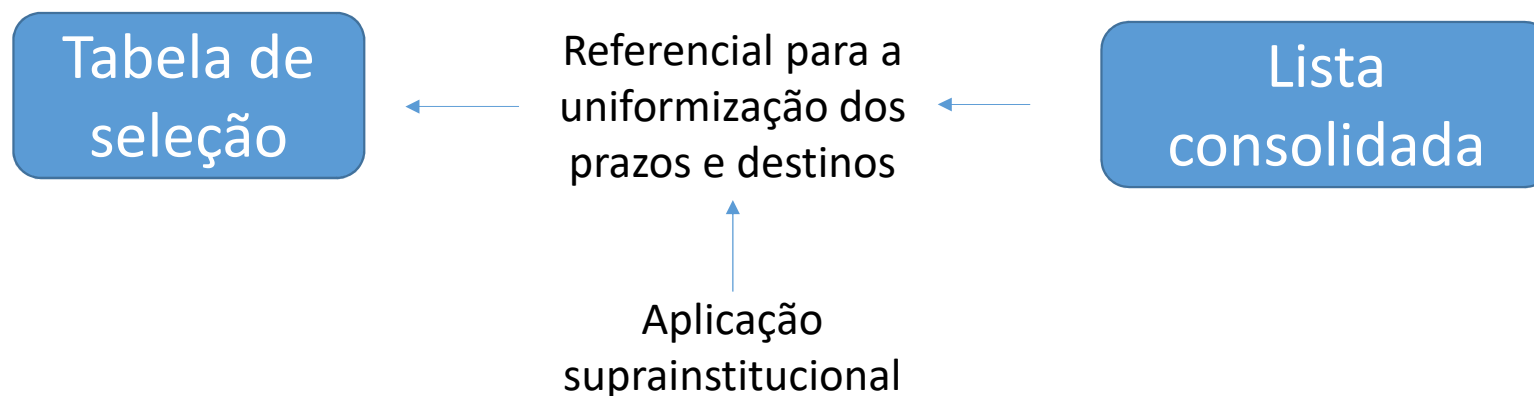 Tabela de
seleção
Referencial para a
uniformização dos
prazos e destinos
Lista
consolidada
Aplicação
suprainstitucional